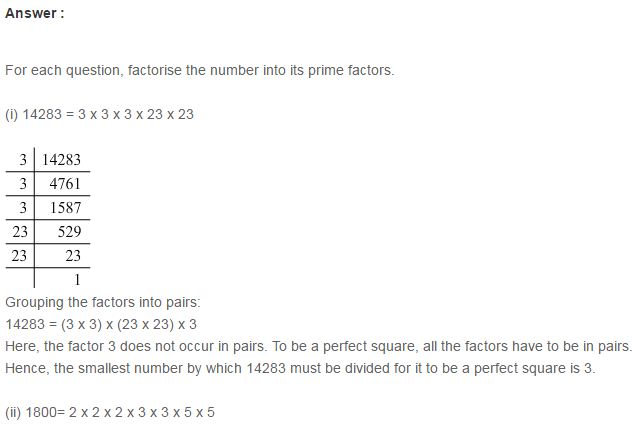 Answer :
For each question, factorise the number into its prime factors.
(i) 14283 = 3 x 3 x 3 x 23 x 23
3 14283
3 4761
3 1587
23 529
23 23
1
Grouping the factors into pairs:
14283 = (3 x 3) x (23 x 23) x 3
Here, the factor 3 does not occur in pairs. To be a perfect square, all the factors have to be in pairs.
Hence, the smallest number by which 14283 must be divided for it to be a perfect square is 3.
(ii) 1800= 2 x 2 x 2 x 3 x 3 x 5 x 5